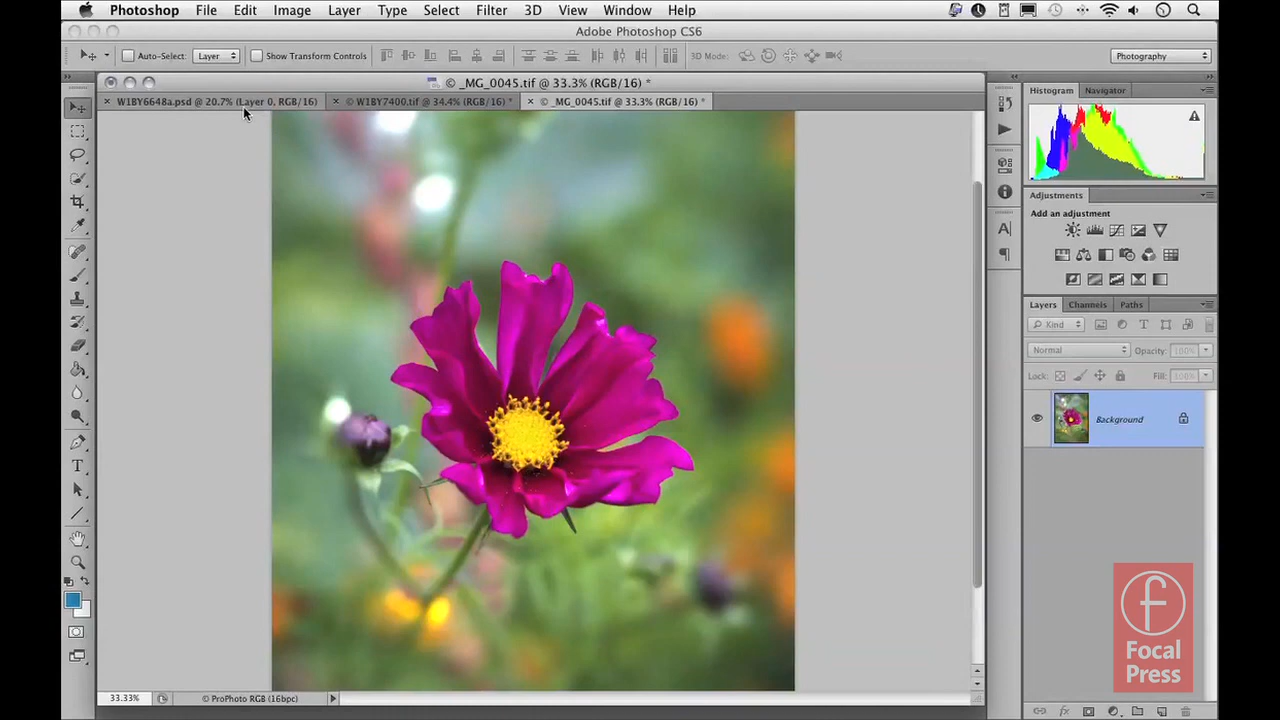 Photoshop File Edit Image Layer Type Select Filter 3D View Window Help
Adobe Photoshop CS6
Auto-Select: Layer Show Transform Controls 3D Mode: Photography
© _MG_0045.tif @ 33.3% (RGB/16) *
× W1BY6648a.psd @ 20.7% (Layer 0, RGB/16) × © W1BY7400.tif @ 34.4% (RGB/16) * × © _MG_0045.tif @ 33.3% (RGB/16) *
Histogram Navigator
Adjustments
Add an adjustment
Layers Channels Paths
Kind
Normal Opacity: 100%
Lock: Fill: 100%
Background
33.33% © ProPhoto RGB (16bpc)
f
Focal
Press